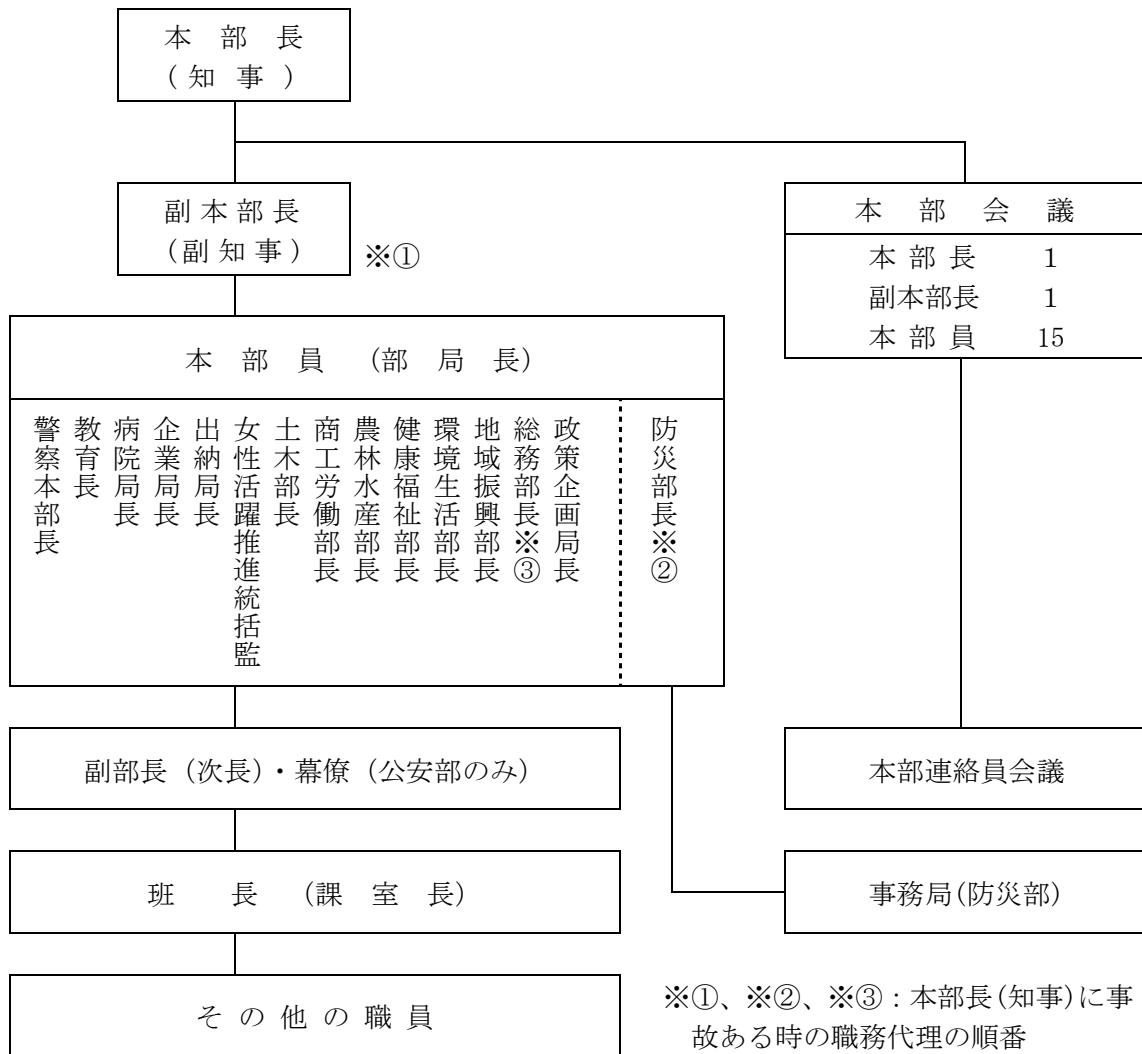 本部長
(知事)
副本部長
(副知事)
※①
本部会議
本部長 1
副本部長 1
本部員 15
本部員 (部局長)
防災部長※②
政策企画局長
総務部長※③
地域振興部長
環境生活部長
健康福祉部長
農林水産部長
商工労働部長
土木部長
女性活躍推進統括監
出納局長
企業局長
病院局長
教育長
警察本部長
副部長(次長)・幕僚(公安部のみ)
本部連絡員会議
班長 (課室長)
事務局(防災部)
その他の職員
※①、※②、※③:本部長(知事)に事
故ある時の職務代理の順番